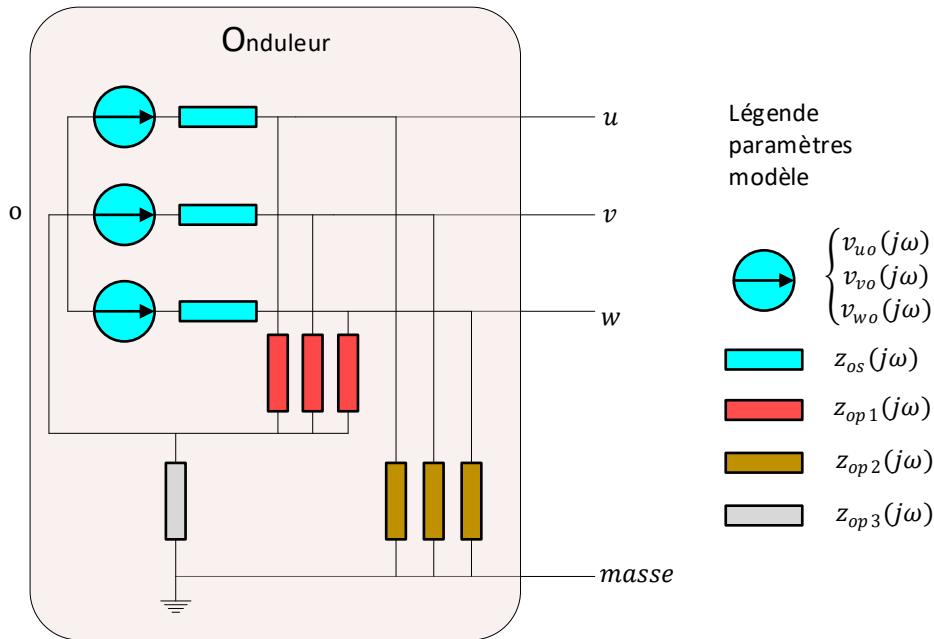 Onduleur
u
o
v
w
masse
Légende
paramètres
modèle
v_uo(jω)
v_vo(jω)
v_wo(jω)
z_os(jω)
z_op1(jω)
z_op2(jω)
z_op3(jω)